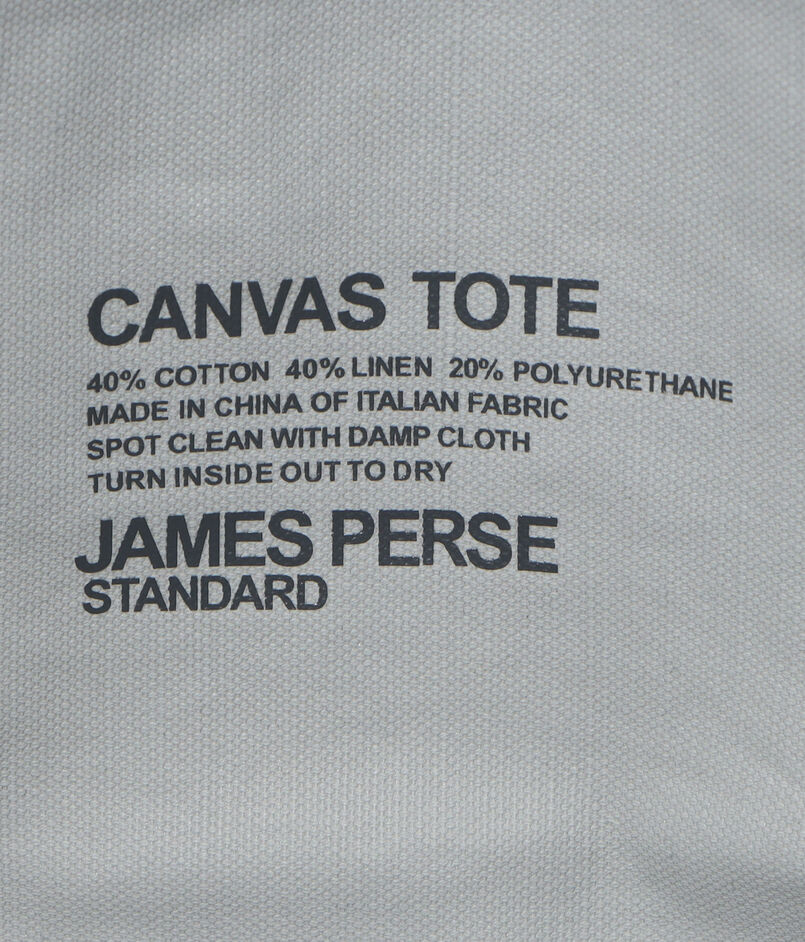 CANVAS TOTE
40% COTTON 40% LINEN 20% POLYURETHANE
MADE IN CHINA OF ITALIAN FABRIC
SPOT CLEAN WITH DAMP CLOTH
TURN INSIDE OUT TO DRY
JAMES PERSE
STANDARD